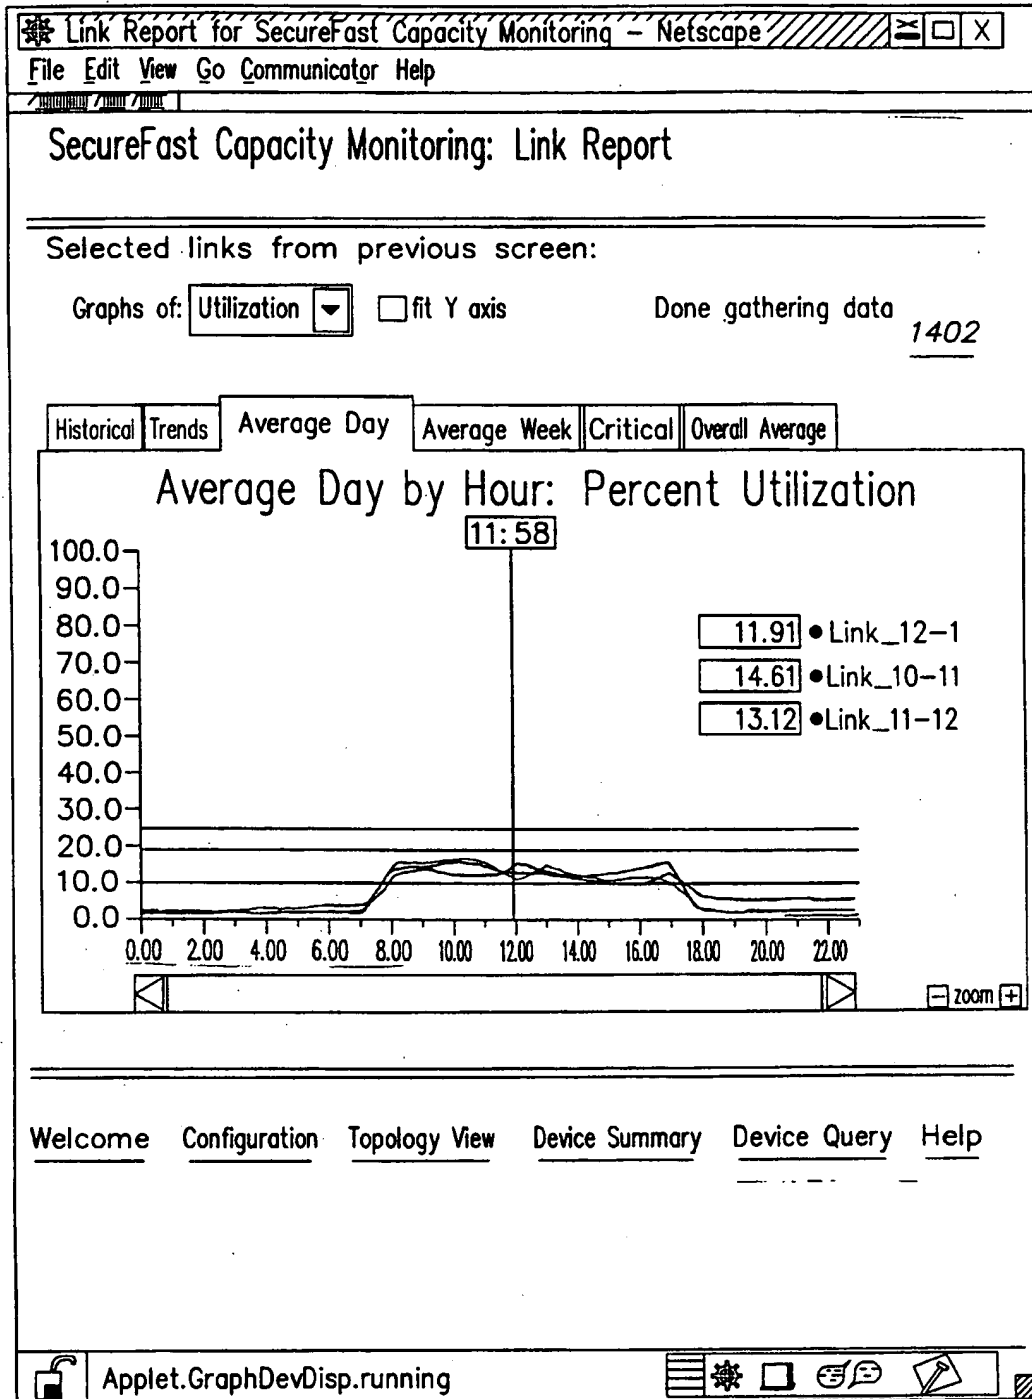 Link Report for SecureFast Capacity Monitoring – Netscape
X
File Edit View Go Communicator Help
SecureFast Capacity Monitoring: Link Report
Selected links from previous screen:
Graphs of: Utilization fit Y axis Done gathering data
1402
Historical Trends Average Day Average Week Critical Overall Average
Average Day by Hour: Percent Utilization
11:58
100.0
90.0
80.0
70.0
60.0
50.0
40.0
30.0
20.0
10.0
0.0
11.91 ●Link_12–1
14.61 ●Link_10–11
13.12 ●Link_11–12
0.00 2.00 4.00 6.00 8.00 10.00 12.00 14.00 16.00 18.00 20.00 22.00
– zoom +
Welcome Configuration Topology View Device Summary Device Query Help
Applet.GraphDevDisp.running